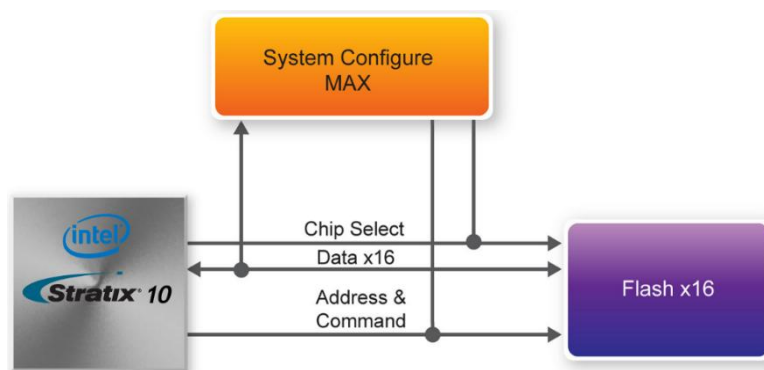 System Configure
MAX
Chip Select
Data x16
Address &
Command
intel
Stratix® 10
Flash x16